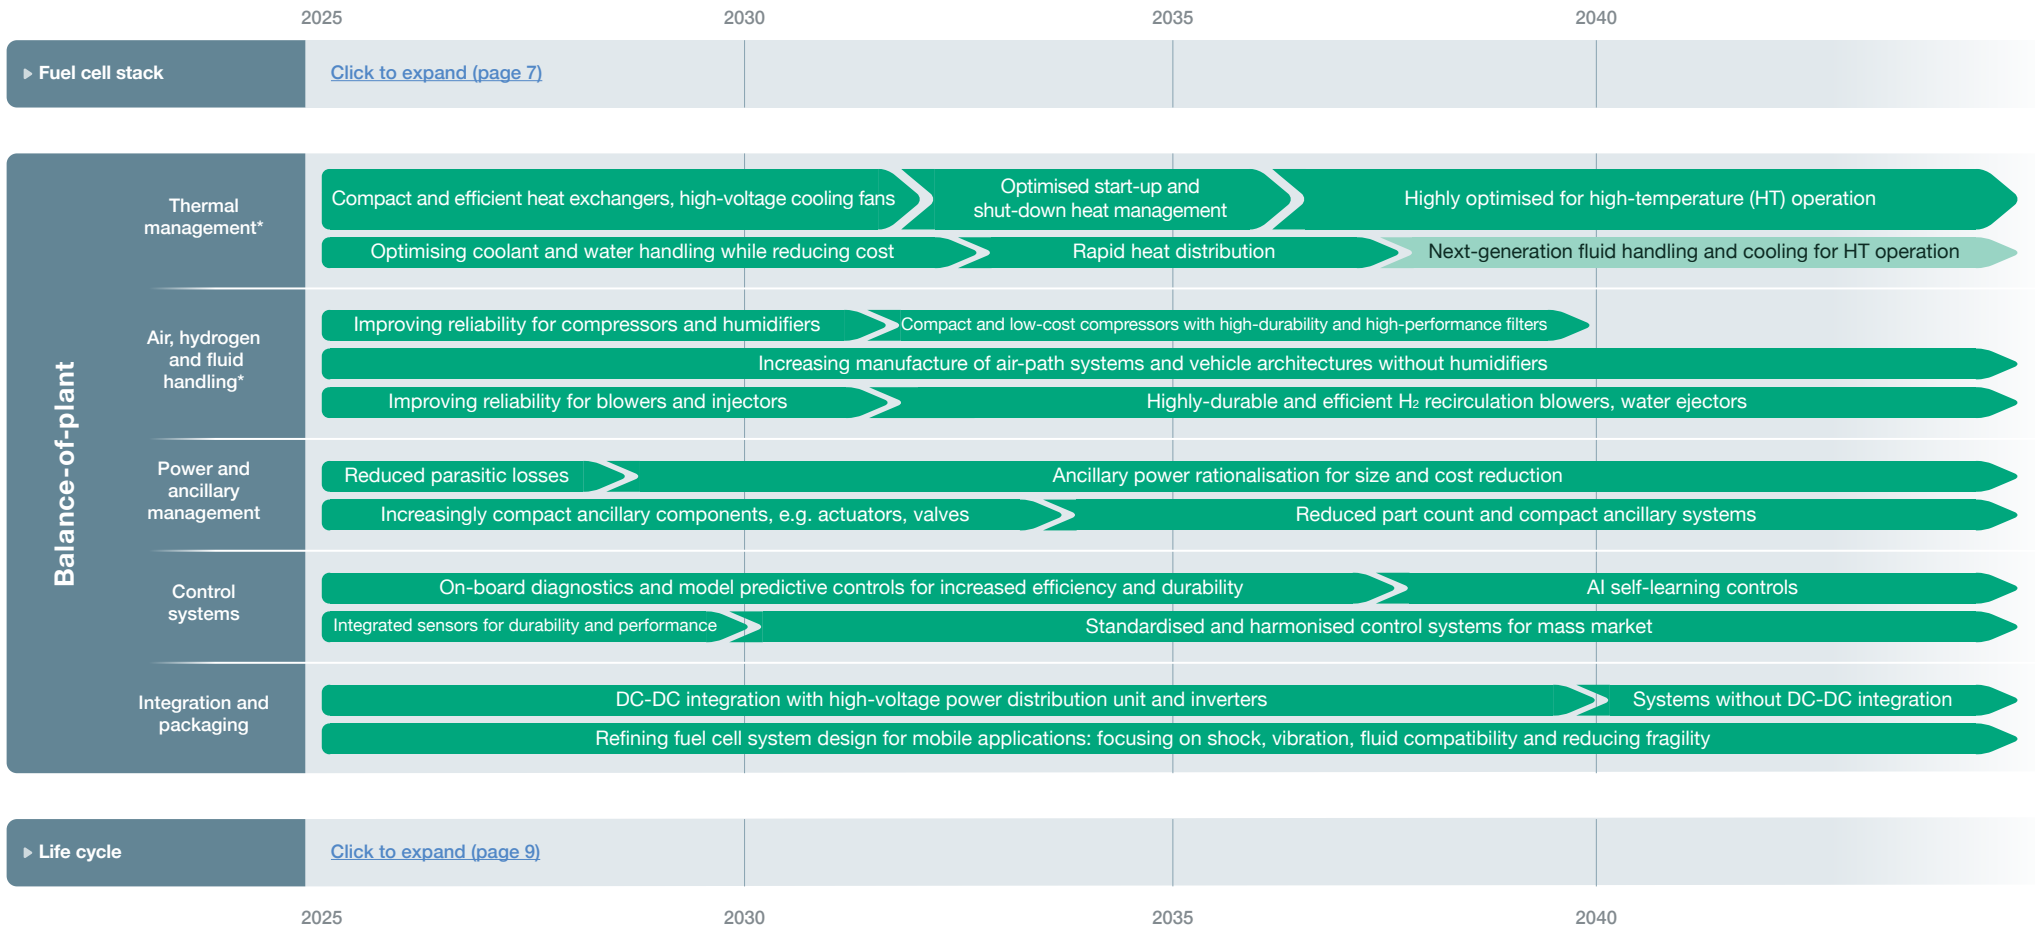 2025 2030 2035 2040
Fuel cell stack
Click to expand (page 7)
Balance-of-plant
Thermal
management*
Compact and efficient heat exchangers, high-voltage cooling fans
Optimised start-up and
shut-down heat management
Highly optimised for high-temperature (HT) operation
Optimising coolant and water handling while reducing cost
Rapid heat distribution
Next-generation fluid handling and cooling for HT operation
Air, hydrogen
and fluid
handling*
Improving reliability for compressors and humidifiers
Compact and low-cost compressors with high-durability and high-performance filters
Increasing manufacture of air-path systems and vehicle architectures without humidifiers
Improving reliability for blowers and injectors
Highly-durable and efficient H₂ recirculation blowers, water ejectors
Power and
ancillary
management
Reduced parasitic losses
Ancillary power rationalisation for size and cost reduction
Increasingly compact ancillary components, e.g. actuators, valves
Reduced part count and compact ancillary systems
Control
systems
On-board diagnostics and model predictive controls for increased efficiency and durability
AI self-learning controls
Integrated sensors for durability and performance
Standardised and harmonised control systems for mass market
Integration and
packaging
DC-DC integration with high-voltage power distribution unit and inverters
Systems without DC-DC integration
Refining fuel cell system design for mobile applications: focusing on shock, vibration, fluid compatibility and reducing fragility
Life cycle
Click to expand (page 9)
2025 2030 2035 2040